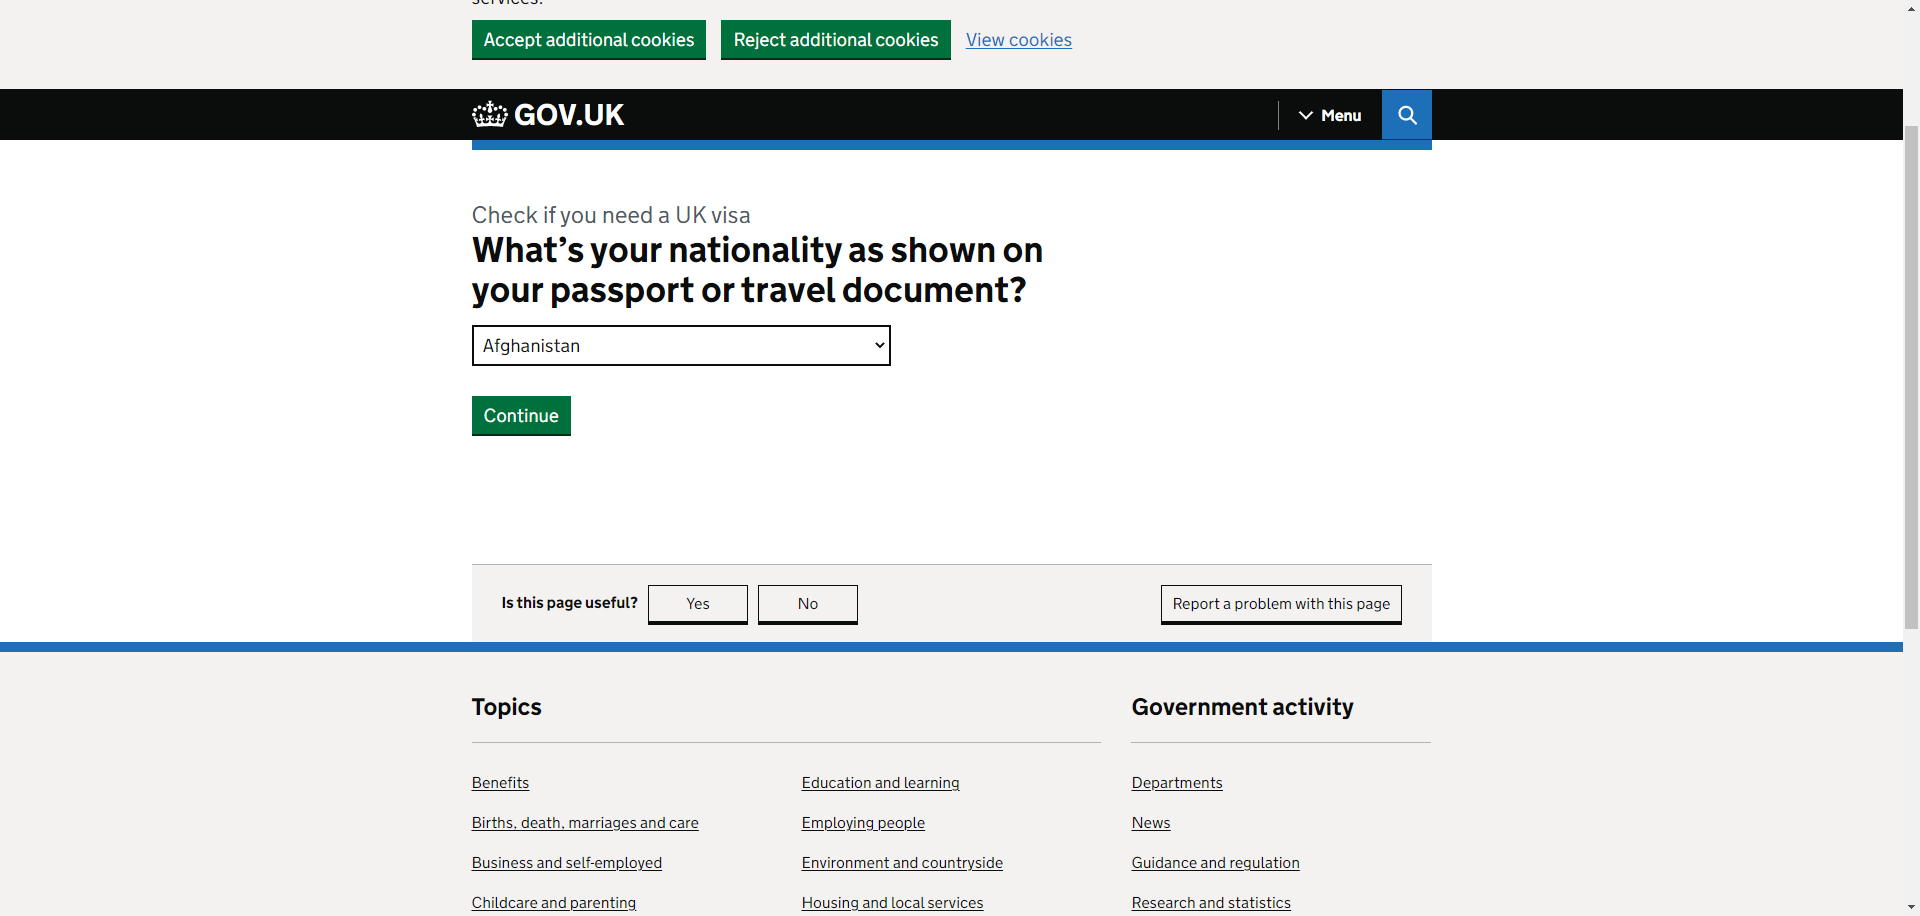 services.
Accept additional cookies Reject additional cookies View cookies
GOV.UK Menu
Check if you need a UK visa
What’s your nationality as shown on
your passport or travel document?
Afghanistan
Continue
Is this page useful? Yes No Report a problem with this page
Topics Government activity
Benefits Education and learning Departments
Births, death, marriages and care Employing people News
Business and self-employed Environment and countryside Guidance and regulation
Childcare and parenting Housing and local services Research and statistics